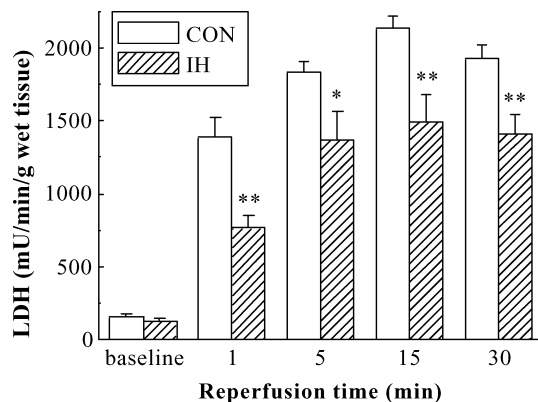 CON
IH
LDH (mU/min/g wet tissue)
2000
1500
1000
500
0
**
*
**
**
baseline 1 5 15 30
Reperfusion time (min)